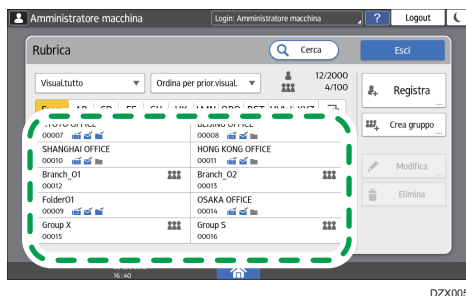 Amministratore macchina
Login: Amministratore macchina
?
Logout
Rubrica
Cerca
Esci
Visual.tutto
Ordina per prior.visual.
12/2000
4/100
Registra
Crea gruppo
Modifica
Elimina
00007
00008
SHANGHAI OFFICE
00010
HONG KONG OFFICE
00011
Branch_01
00012
Branch_02
00013
Folder01
00009
OSAKA OFFICE
00014
Group X
00015
Group S
00016
16:40
DZX005